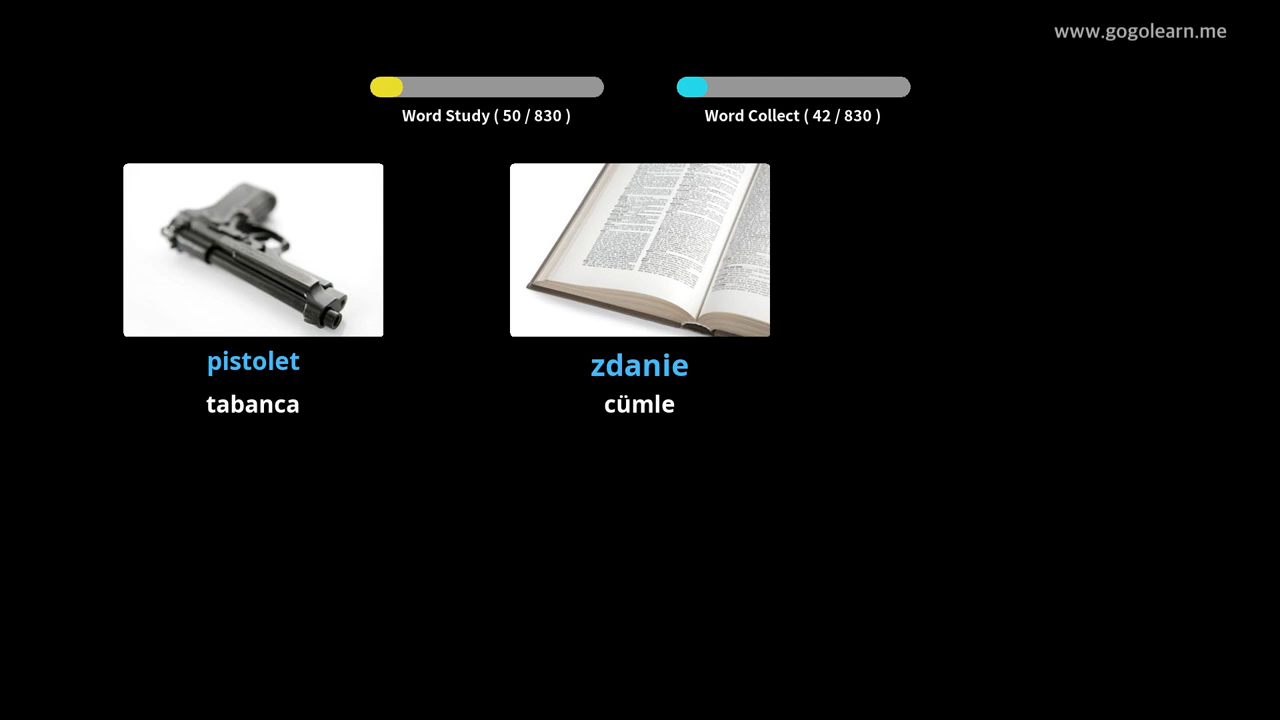 www.gogolearn.me
Word Study ( 50 / 830 )
Word Collect ( 42 / 830 )
pistolet
tabanca
zdanie
cümle